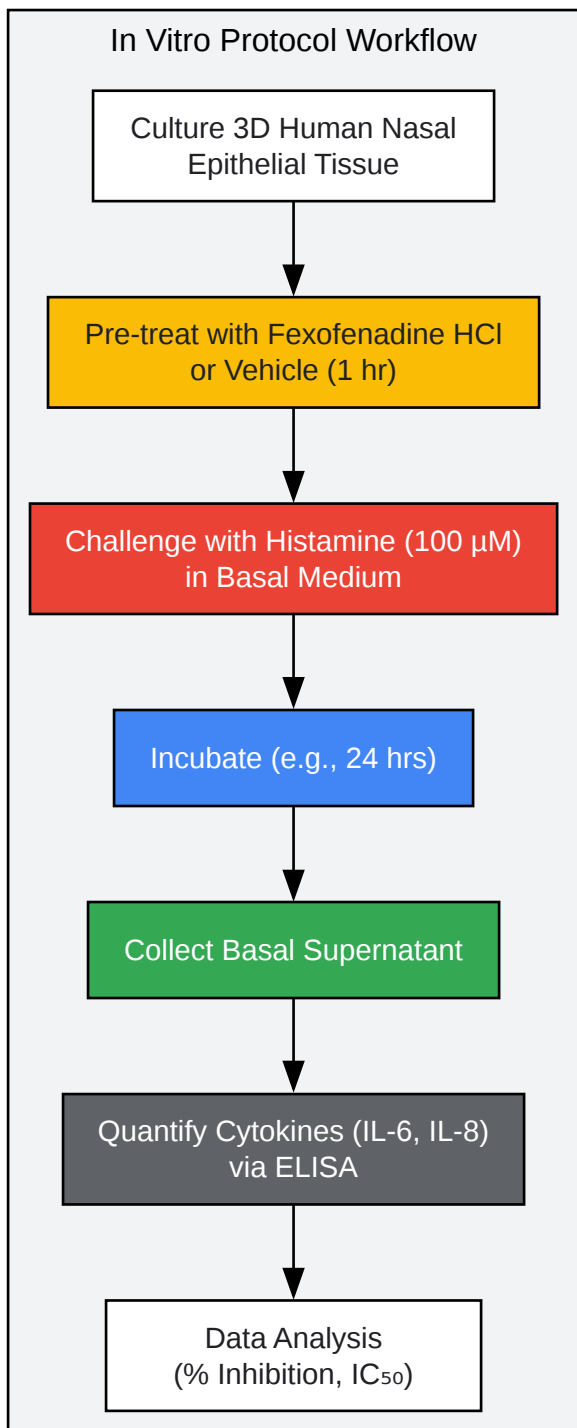 In Vitro Protocol Workflow
Culture 3D Human Nasal
Epithelial Tissue
Pre-treat with Fexofenadine HCl
or Vehicle (1 hr)
Challenge with Histamine (100 µM)
in Basal Medium
Incubate (e.g., 24 hrs)
Collect Basal Supernatant
Quantify Cytokines (IL-6, IL-8)
via ELISA
Data Analysis
(% Inhibition, IC₅₀)